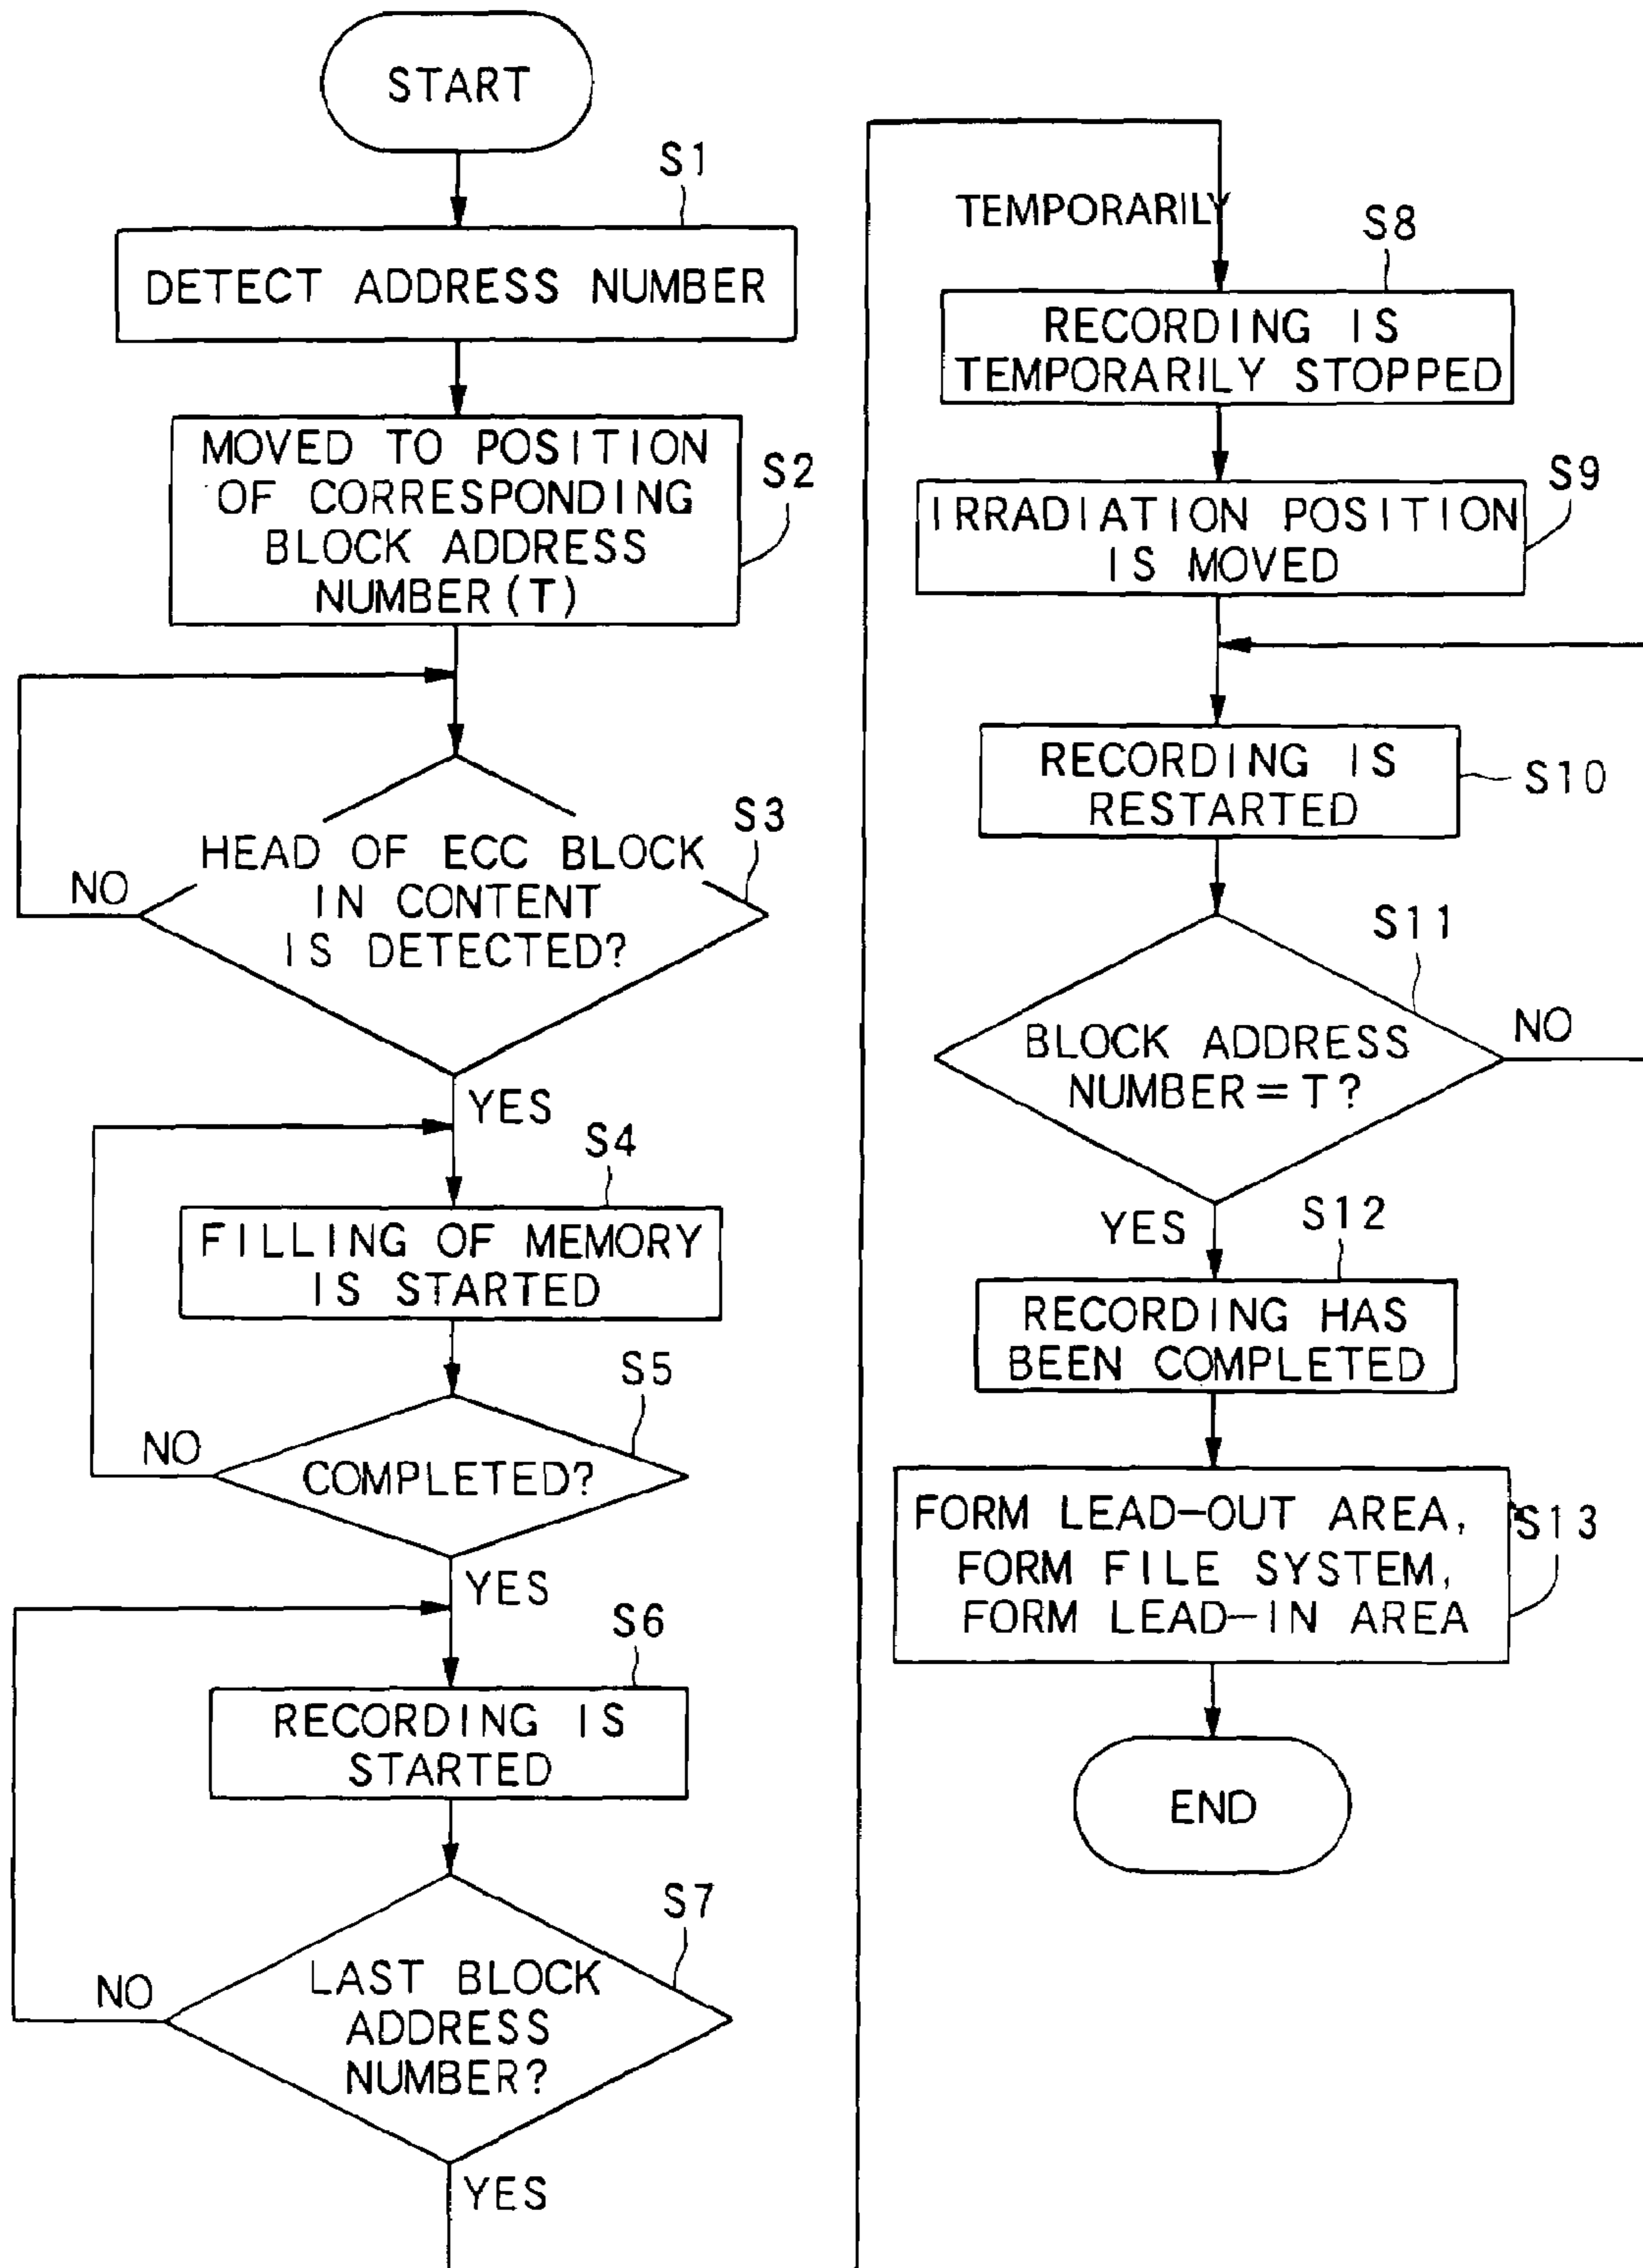 START
S1
DETECT ADDRESS NUMBER
MOVED TO POSITION
OF CORRESPONDING
BLOCK ADDRESS
NUMBER(T)
S2
S3
HEAD OF ECC BLOCK
IN CONTENT
IS DETECTED?
NO
YES
S4
FILLING OF MEMORY
IS STARTED
S5
COMPLETED?
NO
YES
S6
RECORDING IS
STARTED
S7
LAST BLOCK
ADDRESS
NUMBER?
NO
YES
TEMPORARILY
S8
RECORDING IS
TEMPORARILY STOPPED
S9
IRRADIATION POSITION
IS MOVED
RECORDING IS
RESTARTED
S10
S11
BLOCK ADDRESS
NUMBER=T?
NO
YES
S12
RECORDING HAS
BEEN COMPLETED
FORM LEAD-OUT AREA,
FORM FILE SYSTEM,
FORM LEAD-IN AREA
S13
END